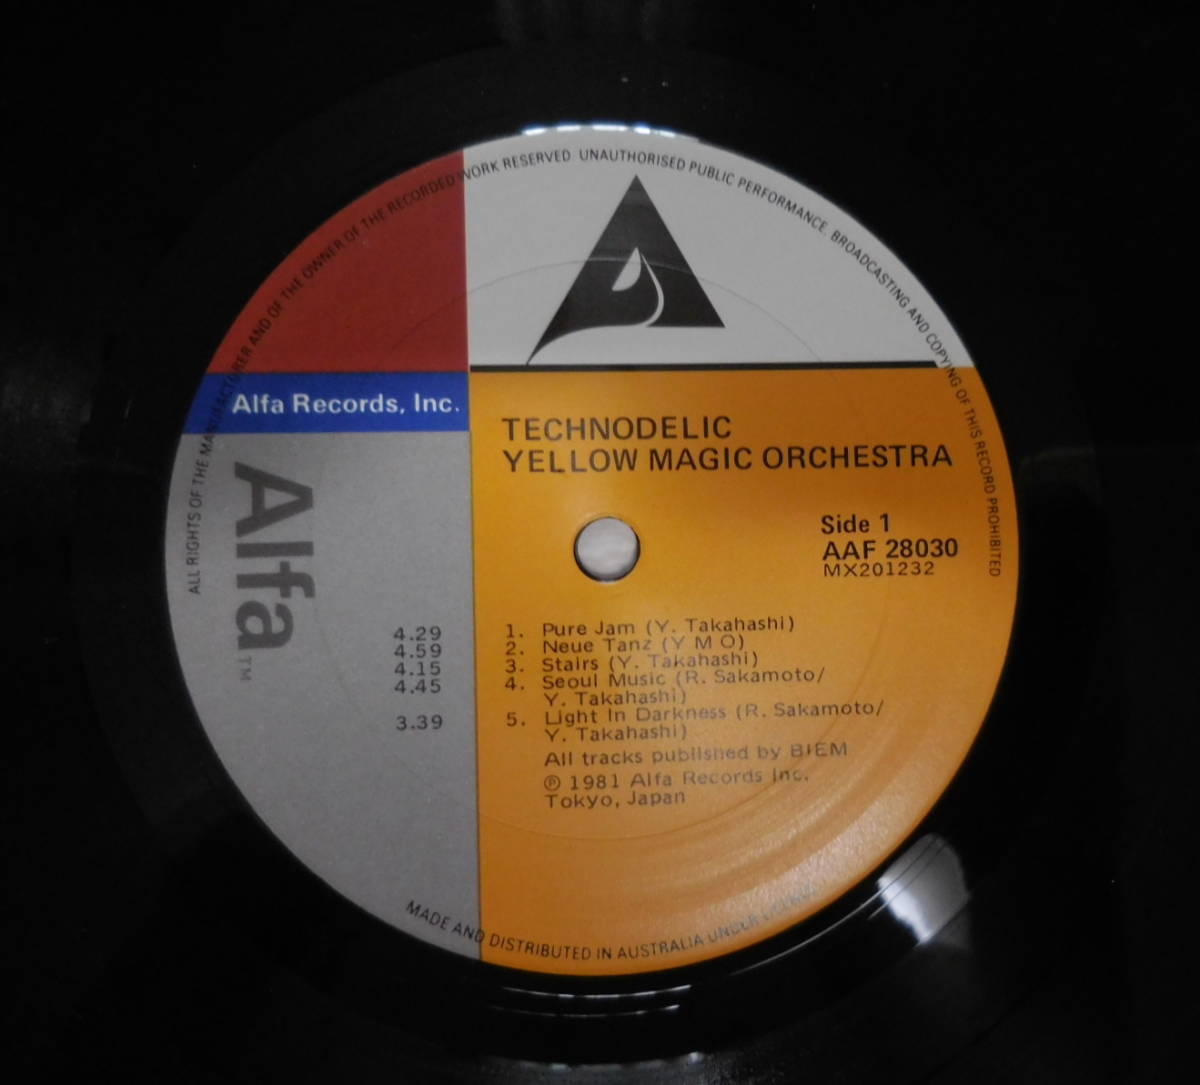 ALL RIGHTS OF THE MANUFACTURER AND OF THE OWNER OF THE RECORDED WORK RESERVED. UNAUTHORISED PUBLIC PERFORMANCE. BROADCASTING AND COPYING OF THIS RECORD PROHIBITED
Alfa Records, Inc.
Alfa TM
TECHNODELIC
YELLOW MAGIC ORCHESTRA
Side 1
AAF 28030
MX201232
4.29 1. Pure Jam (Y. Takahashi)
4.59 2. Neue Tanz (Y M O)
4.15 3. Stairs (Y. Takahashi)
4.45 4. Seoul Music (R. Sakamoto/
Y. Takahashi)
3.39 5. Light In Darkness (R. Sakamoto/
Y. Takahashi)
All tracks published by BIEM
℗ 1981 Alfa Records Inc.
Tokyo, Japan
MADE AND DISTRIBUTED IN AUSTRALIA UNDER LICENCE